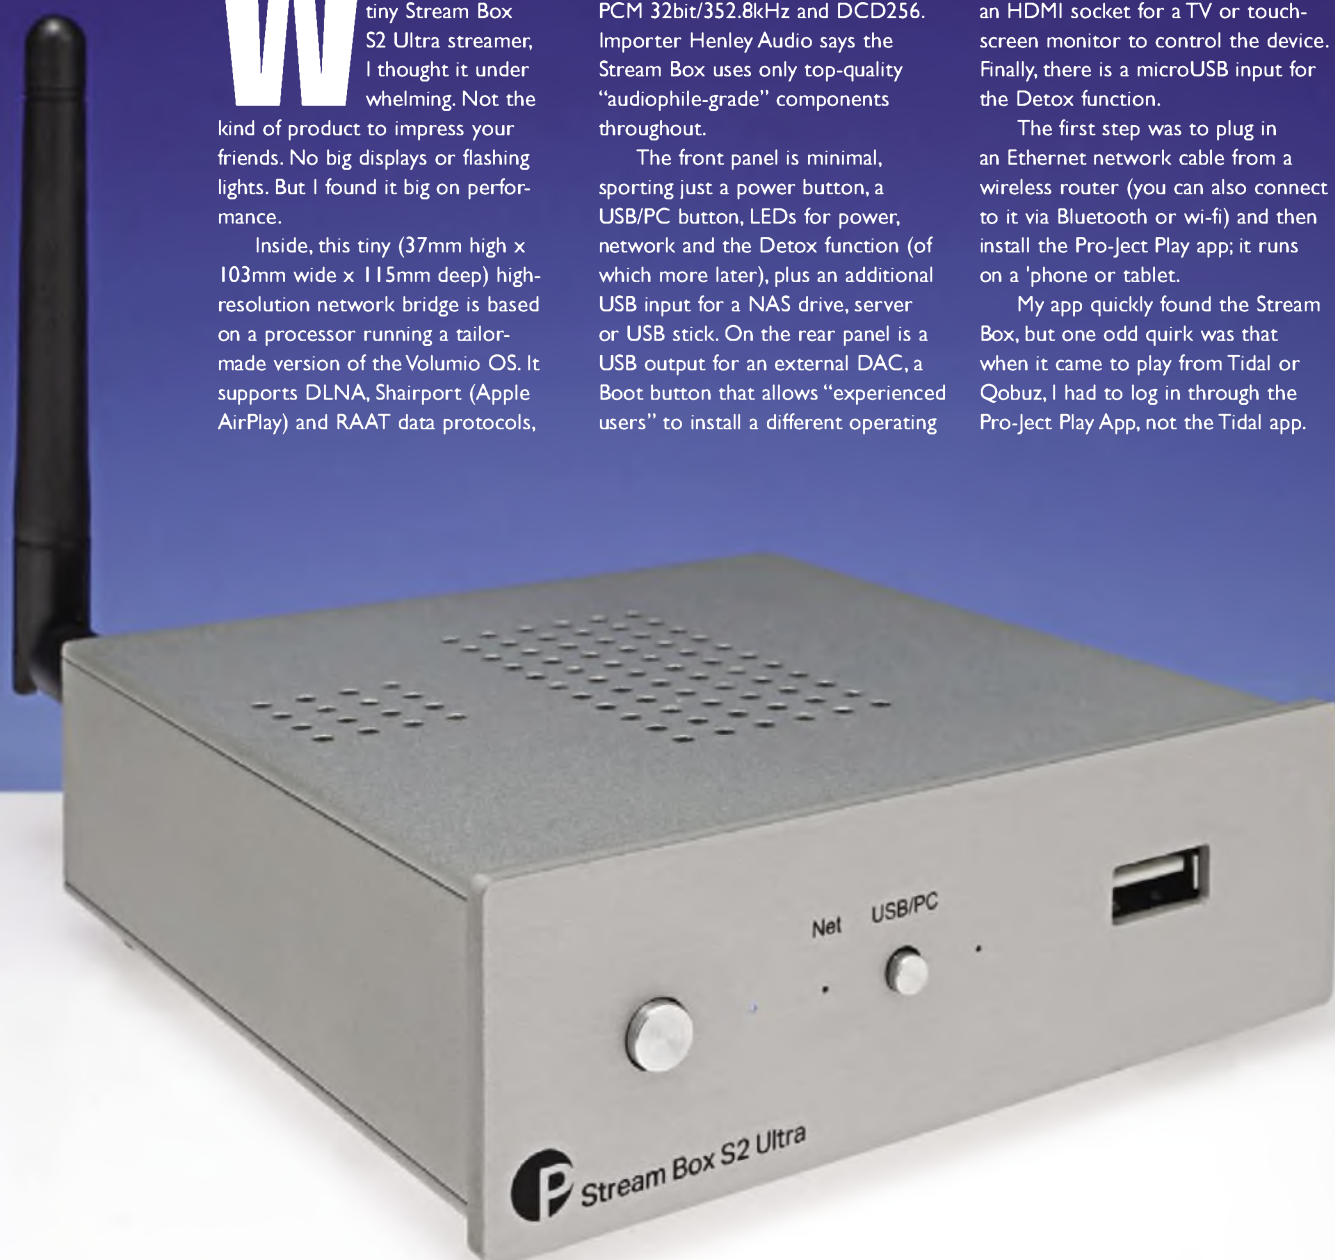 W
tiny Stream Box
S2 Ultra streamer,
I thought it under
whelming. Not the
kind of product to impress your
friends. No big displays or flashing
lights. But I found it big on perfor-
mance.
Inside, this tiny (37mm high x
103mm wide x 115mm deep) high-
resolution network bridge is based
on a processor running a tailor-
made version of the Volumio OS. It
supports DLNA, Shairport (Apple
AirPlay) and RAAT data protocols,
PCM 32bit/352.8kHz and DCD256.
Importer Henley Audio says the
Stream Box uses only top-quality
“audiophile-grade” components
throughout.
The front panel is minimal,
sporting just a power button, a
USB/PC button, LEDs for power,
network and the Detox function (of
which more later), plus an additional
USB input for a NAS drive, server
or USB stick. On the rear panel is a
USB output for an external DAC, a
Boot button that allows “experienced
users” to install a different operating
an HDMI socket for a TV or touch-
screen monitor to control the device.
Finally, there is a microUSB input for
the Detox function.
The first step was to plug in
an Ethernet network cable from a
wireless router (you can also connect
to it via Bluetooth or wi-fi) and then
install the Pro-Ject Play app; it runs
on a 'phone or tablet.
My app quickly found the Stream
Box, but one odd quirk was that
when it came to play from Tidal or
Qobuz, I had to log in through the
Pro-Ject Play App, not the Tidal app.
Net USB/PC
P Stream Box S2 Ultra